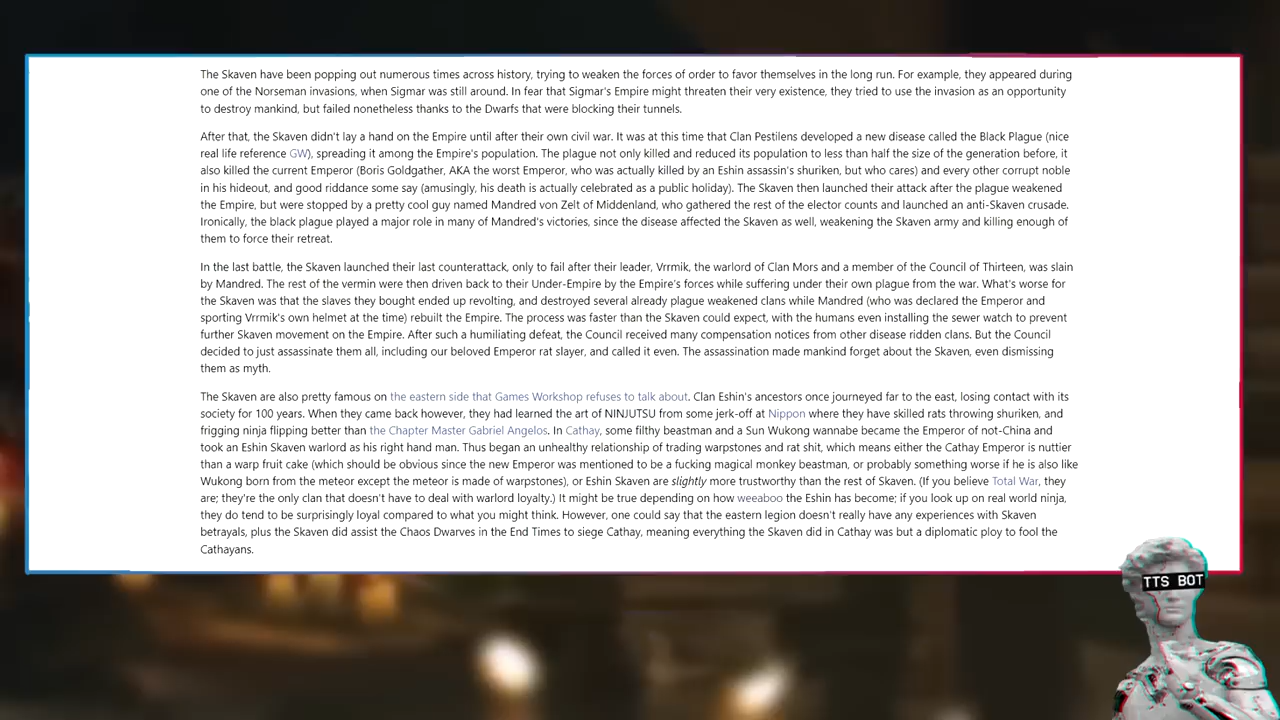 The Skaven have been popping out numerous times across history, trying to weaken the forces of order to favor themselves in the long run. For example, they appeared during
one of the Norseman invasions, when Sigmar was still around. In fear that Sigmar's Empire might threaten their very existence, they tried to use the invasion as an opportunity
to destroy mankind, but failed nonetheless thanks to the Dwarfs that were blocking their tunnels.
After that, the Skaven didn't lay a hand on the Empire until after their own civil war. It was at this time that Clan Pestilens developed a new disease called the Black Plague (nice
real life reference GW), spreading it among the Empire's population. The plague not only killed and reduced its population to less than half the size of the generation before, it
also killed the current Emperor (Boris Goldgather, AKA the worst Emperor, who was actually killed by an Eshin assassin's shuriken, but who cares) and every other corrupt noble
in his hideout, and good riddance some say (amusingly, his death is actually celebrated as a public holiday). The Skaven then launched their attack after the plague weakened
the Empire, but were stopped by a pretty cool guy named Mandred von Zelt of Middenland, who gathered the rest of the elector counts and launched an anti-Skaven crusade.
Ironically, the black plague played a major role in many of Mandred's victories, since the disease affected the Skaven as well, weakening the Skaven army and killing enough of
them to force their retreat.
In the last battle, the Skaven launched their last counterattack, only to fail after their leader, Vrrmik, the warlord of Clan Mors and a member of the Council of Thirteen, was slain
by Mandred. The rest of the vermin were then driven back to their Under-Empire by the Empire's forces while suffering under their own plague from the war. What's worse for
the Skaven was that the slaves they bought ended up revolting, and destroyed several already plague weakened clans while Mandred (who was declared the Emperor and
sporting Vrrmik's own helmet at the time) rebuilt the Empire. The process was faster than the Skaven could expect, with the humans even installing the sewer watch to prevent
further Skaven movement on the Empire. After such a humiliating defeat, the Council received many compensation notices from other disease ridden clans. But the Council
decided to just assassinate them all, including our beloved Emperor rat slayer, and called it even. The assassination made mankind forget about the Skaven, even dismissing
them as myth.
The Skaven are also pretty famous on the eastern side that Games Workshop refuses to talk about. Clan Eshin's ancestors once journeyed far to the east, losing contact with its
society for 100 years. When they came back however, they had learned the art of NINJUTSU from some jerk-off at Nippon where they have skilled rats throwing shuriken, and
frigging ninja flipping better than the Chapter Master Gabriel Angelos. In Cathay, some filthy beastman and a Sun Wukong wannabe became the Emperor of not-China and
took an Eshin Skaven warlord as his right hand man. Thus began an unhealthy relationship of trading warpstones and rat shit, which means either the Cathay Emperor is nuttier
than a warp fruit cake (which should be obvious since the new Emperor was mentioned to be a fucking magical monkey beastman, or probably something worse if he is also like
Wukong born from the meteor except the meteor is made of warpstones), or Eshin Skaven are slightly more trustworthy than the rest of Skaven. (If you believe Total War, they
are; they're the only clan that doesn't have to deal with warlord loyalty.) It might be true depending on how weeaboo the Eshin has become; if you look up on real world ninja,
they do tend to be surprisingly loyal compared to what you might think. However, one could say that the eastern legion doesn't really have any experiences with Skaven
betrayals, plus the Skaven did assist the Chaos Dwarves in the End Times to siege Cathay, meaning everything the Skaven did in Cathay was but a diplomatic ploy to fool the
Cathayans.
TTS BOT